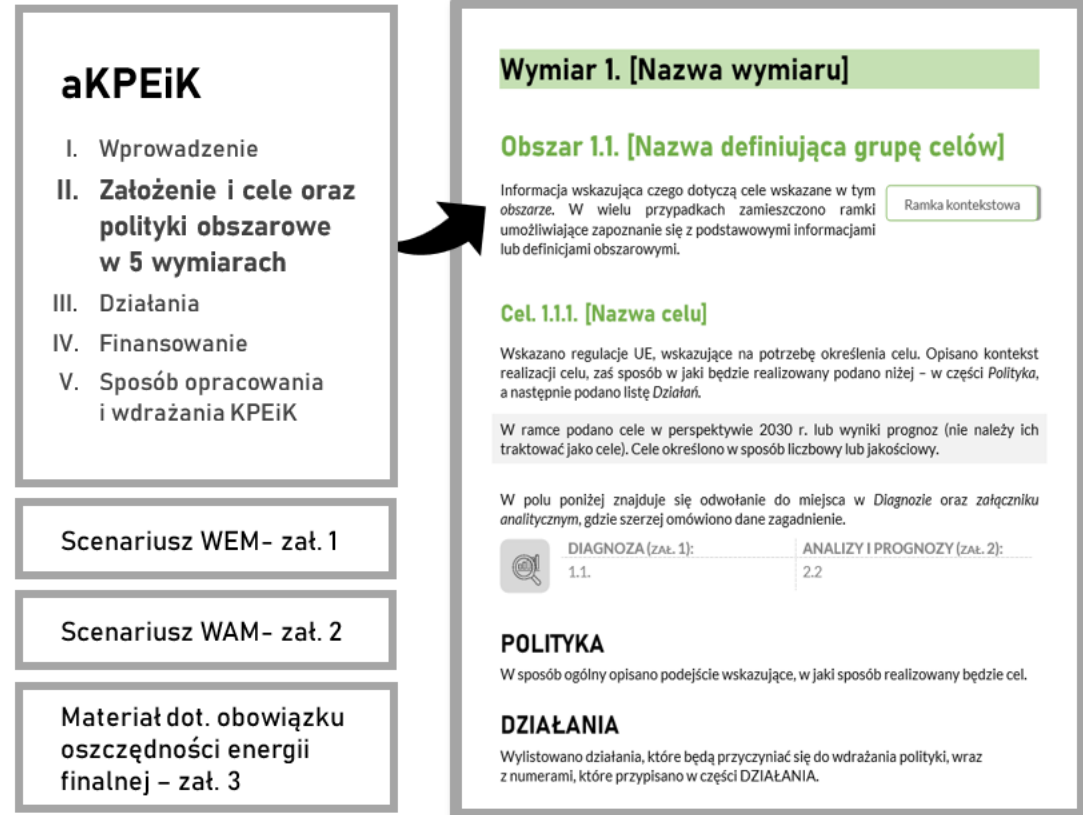 aKPEiK
I. Wprowadzenie
II. Założenie i cele oraz
polityki obszarowe
w 5 wymiarach
III. Działania
IV. Finansowanie
V. Sposób opracowania
i wdrażania KPEiK
Scenariusz WEM- zał. 1
Scenariusz WAM- zał. 2
Materiał dot. obowiązku
oszczędności energii
finalnej – zał. 3
Wymiar 1. [Nazwa wymiaru]
Obszar 1.1. [Nazwa definiująca grupę celów]
Informacja wskazująca czego dotyczą cele wskazane w tym
obszarze. W wielu przypadkach zamieszczono ramki
umożliwiające zapoznanie się z podstawowymi informacjami
lub definicjami obszarowymi.
Ramka kontekstowa
Cel. 1.1.1. [Nazwa celu]
Wskazano regulacje UE, wskazujące na potrzebę określenia celu. Opisano kontekst
realizacji celu, zaś sposób w jaki będzie realizowany podano niżej – w części Polityka,
a następnie podano listę Działań.
W ramce podano cele w perspektywie 2030 r. lub wyniki prognoz (nie należy ich
traktować jako cele). Cele określono w sposób liczbowy lub jakościowy.
W polu poniżej znajduje się odwołanie do miejsca w Diagnozie oraz załączniku
analitycznym, gdzie szerzej omówiono dane zagadnienie.
DIAGNOZA (ZAŁ. 1):
1.1.
ANALIZY I PROGNOZY (ZAŁ. 2):
2.2
POLITYKA
W sposób ogólny opisano podejście wskazujące, w jaki sposób realizowany będzie cel.
DZIAŁANIA
Wylistowano działania, które będą przyczyniać się do wdrażania polityki, wraz
z numerami, które przypisano w części DZIAŁANIA.